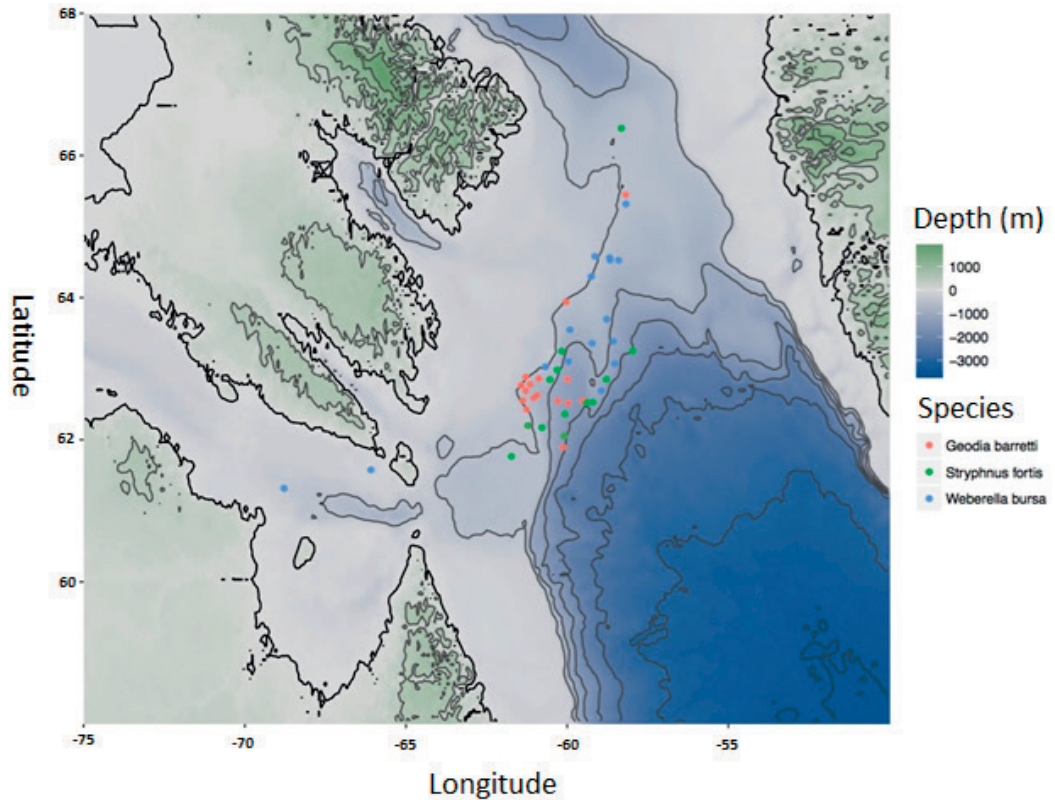 68
66
64
62
60
Latitude
-75
-70
-65
-60
-55
Longitude
Depth (m)
1000
0
-1000
-2000
-3000
Species
Geodia barretti
Stryphnus fortis
Weberella bursa